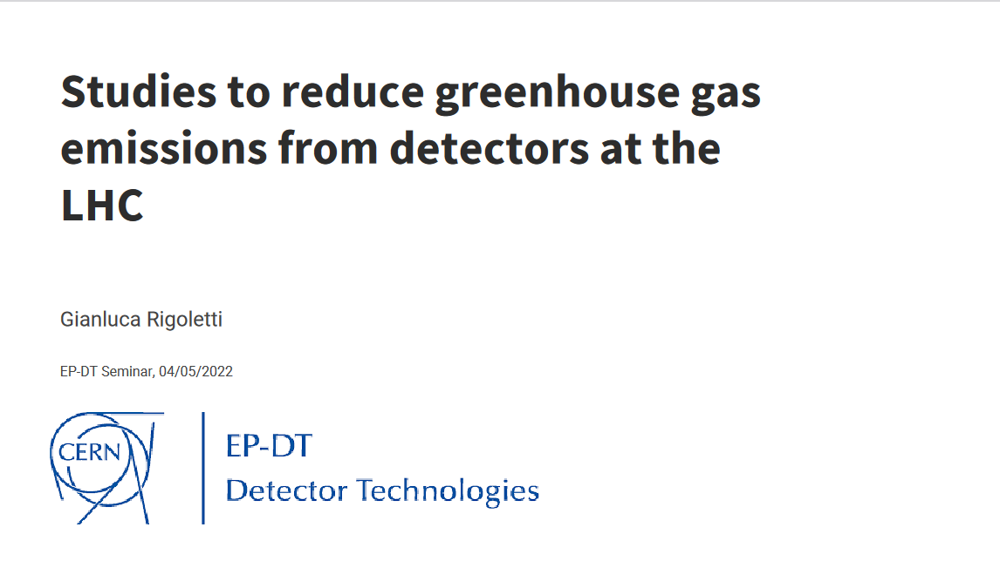 Studies to reduce greenhouse gas
emissions from detectors at the
LHC
Gianluca Rigoletti
EP-DT Seminar, 04/05/2022
CERN
EP-DT
Detector Technologies